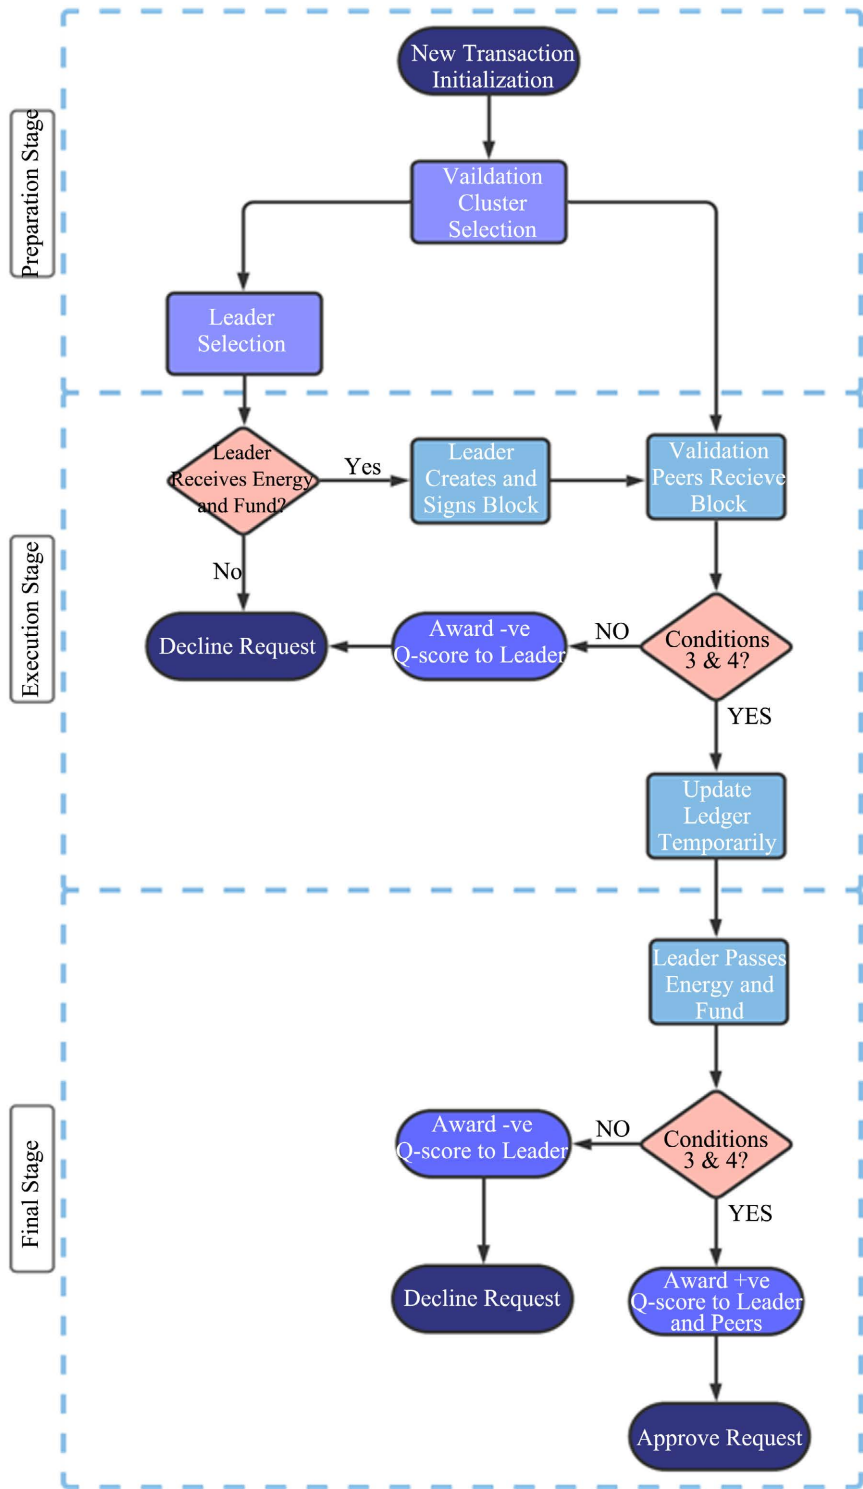 New Transaction
Initialization
Preparation Stage
Vaildation
Cluster
Selection
Leader
Selection
Leader
Receives Energy
and Fund?
Yes
Leader
Creates and
Signs Block
Validation
Peers Recieve
Block
No
Execution Stage
Decline Request
Award -ve
Q-score to Leader
NO
Conditions
3 & 4?
YES
Update
Ledger
Temporarily
Leader Passes
Energy and
Fund
Final Stage
Award -ve
Q-score to Leader
NO
Conditions
3 & 4?
YES
Decline Request
Award +ve
Q-score to Leader
and Peers
Approve Request